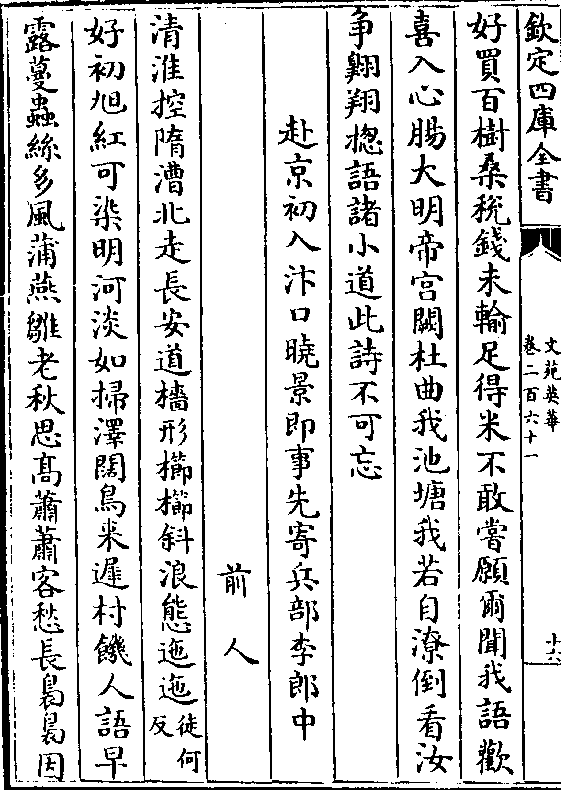 欽定四庫全書
文苑英華
卷二百六十一
十六
好買百樹桑稅錢未輸足得米不敢嘗願爾聞我語歡
喜入心腸大明帝宮闕杜曲我池塘我若自潦倒看汝
争翺翔揔語諸小道此詩不可忘
赴京初入汴口曉景即事先寄兵部李郎中
前人
清淮控隋漕北走長安道檣形櫛櫛斜浪態迤迤徒何反
好初旭紅可染明河淡如掃澤闊鳥来遲村饑人語早
露蔓蟲絲多風蒲燕雛老秋思髙蕭蕭客愁長裊裊因